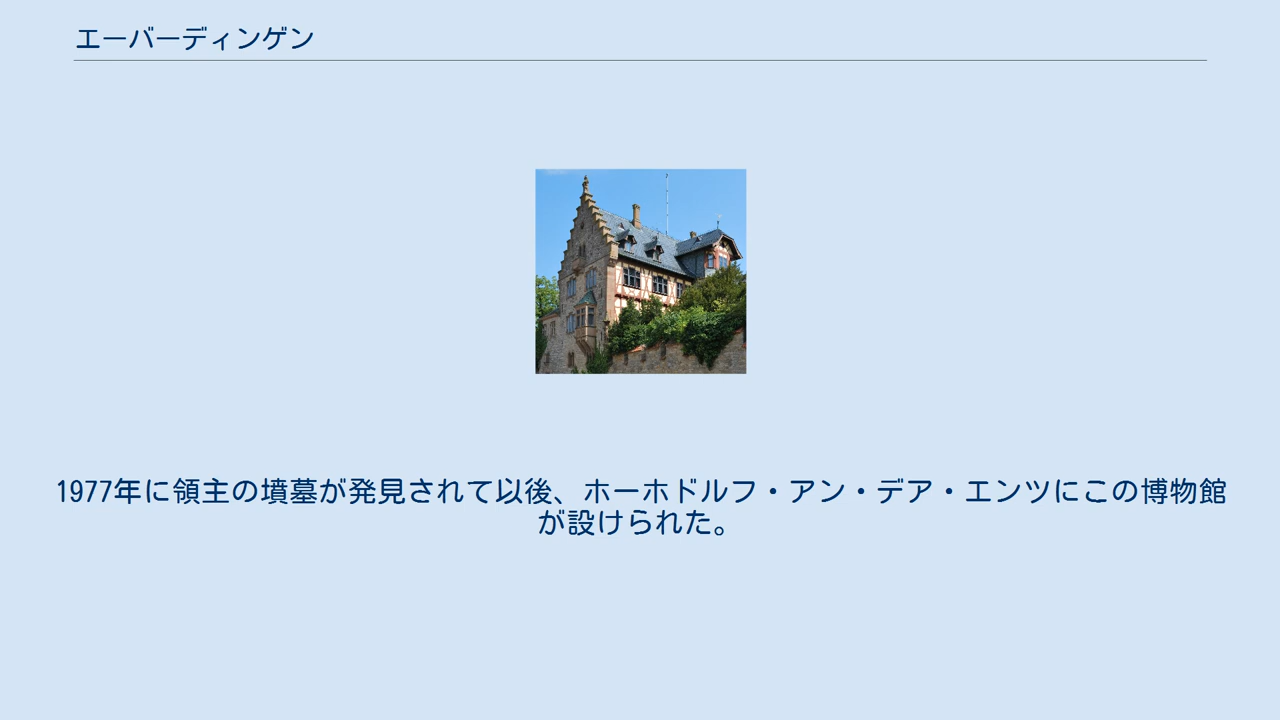 エーバーディンゲン
1977年に領主の墳墓が発見されて以後、ホーホドルフ・アン・デア・エンツにこの博物館
が設けられた。